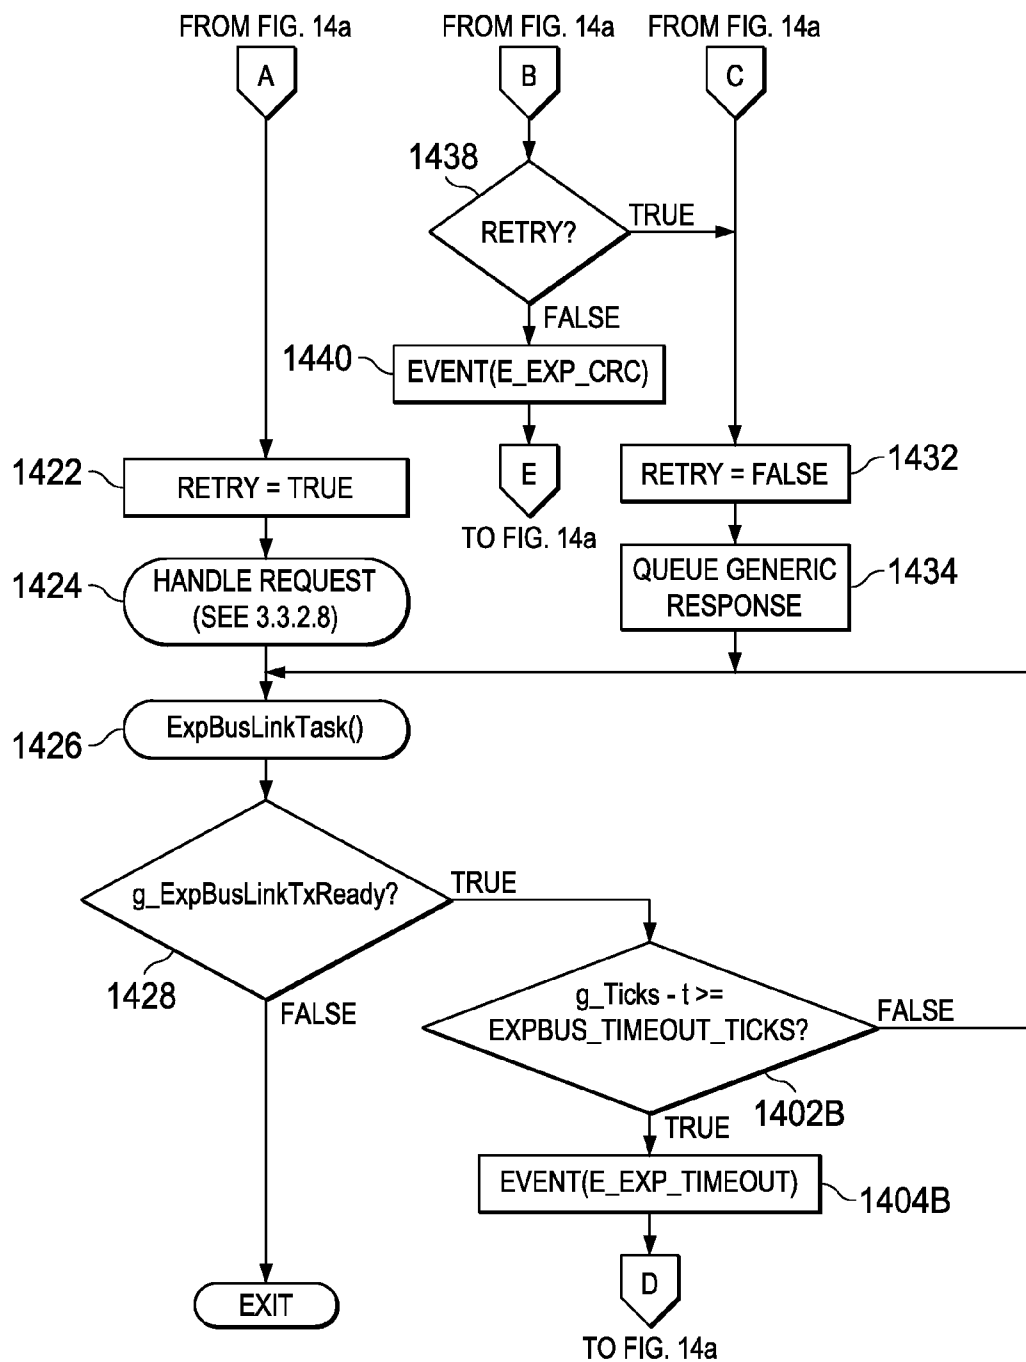 FROM FIG. 14a
FROM FIG. 14a
FROM FIG. 14a
A
B
C
1438
RETRY?
TRUE
FALSE
1440
EVENT(E_EXP_CRC)
E
TO FIG. 14a
1422
RETRY = TRUE
RETRY = FALSE
1432
1424
HANDLE REQUEST
(SEE 3.3.2.8)
QUEUE GENERIC
RESPONSE
1434
1426
ExpBusLinkTask()
g_ExpBusLinkTxReady?
TRUE
1428
FALSE
g_Ticks - t >=
EXPBUS_TIMEOUT_TICKS?
FALSE
1402B
TRUE
EVENT(E_EXP_TIMEOUT)
1404B
D
TO FIG. 14a
EXIT